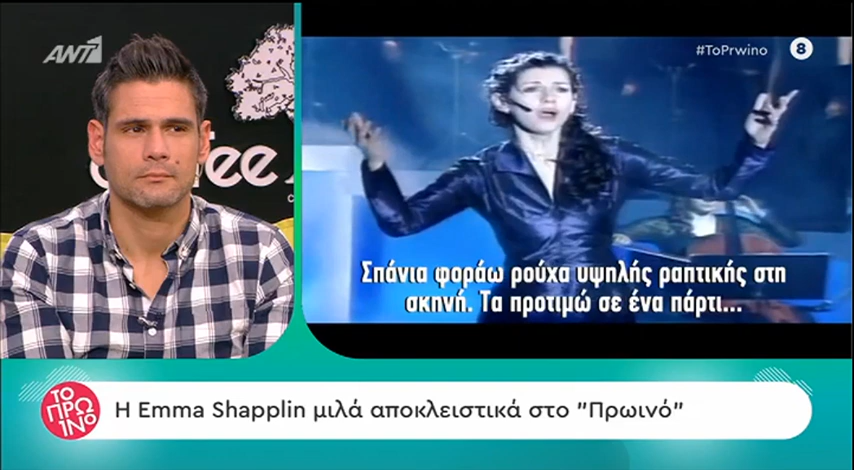 ANT1
#ToPrwino
8
Σπάνια φοράω ρούχα υψηλής ραπτικής στη
σκηνή. Τα προτιμώ σε ένα πάρτι...
ΤΟ
ΠΡΩ
ΙΝΟ
Η Emma Shapplin μιλά αποκλειστικά στο "Πρωινό"